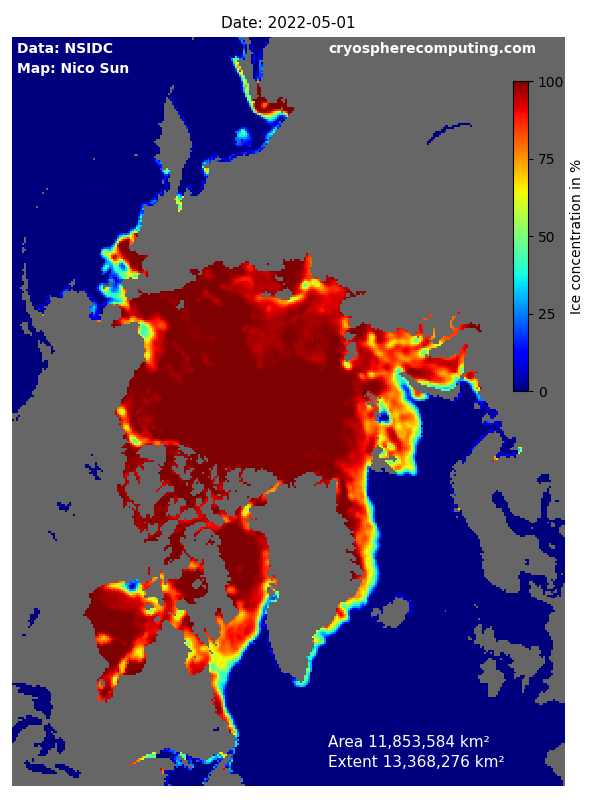 Date: 2022-05-01
Data: NSIDC
Map: Nico Sun
cryospherecomputing.com
100
75
50
25
0
Ice concentration in %
Area 11,853,584 km²
Extent 13,368,276 km²